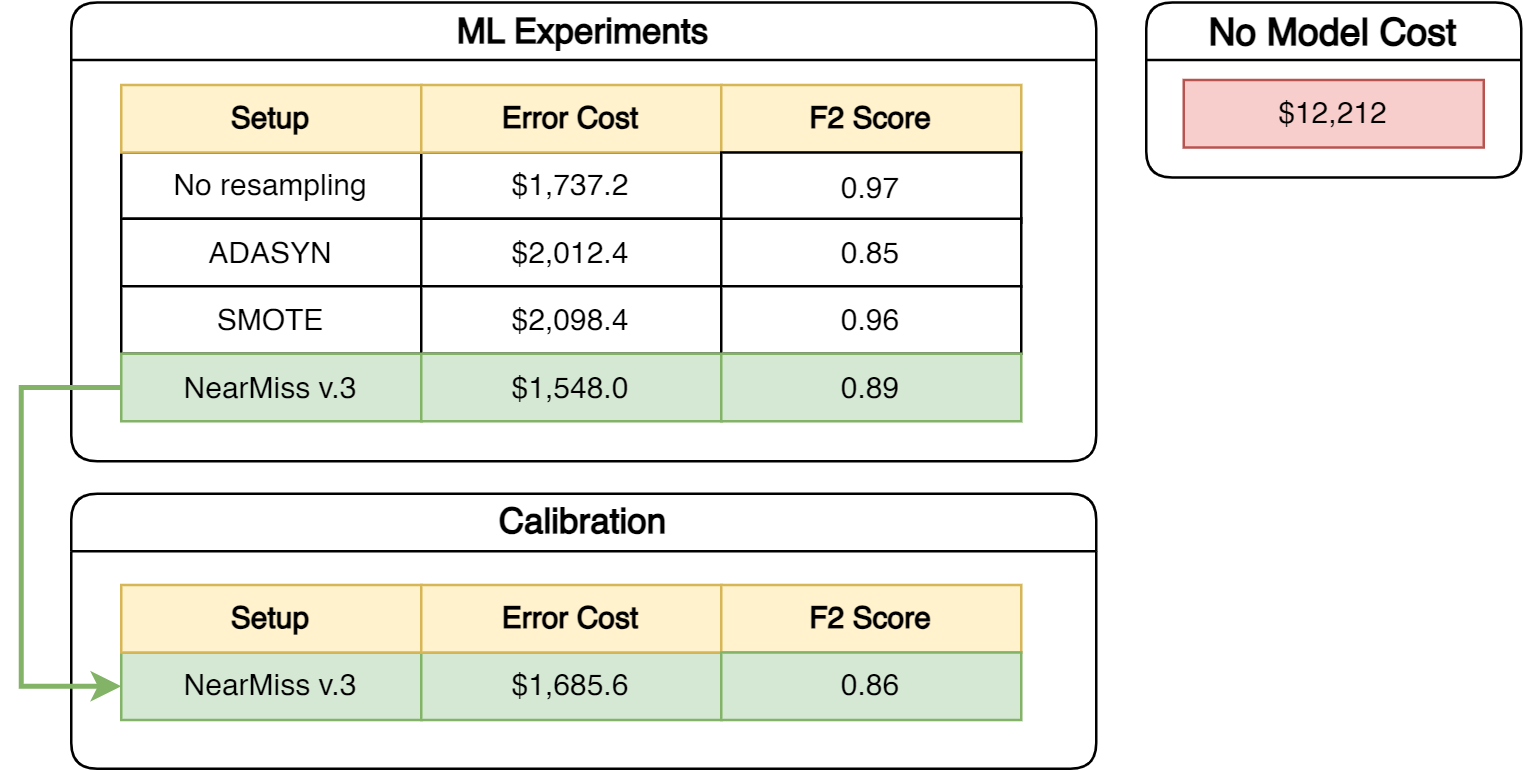 ML Experiments
Setup Error Cost F2 Score
No resampling $1,737.2 0.97
ADASYN $2,012.4 0.85
SMOTE $2,098.4 0.96
NearMiss v.3 $1,548.0 0.89
No Model Cost
$12,212
Calibration
Setup Error Cost F2 Score
NearMiss v.3 $1,685.6 0.86